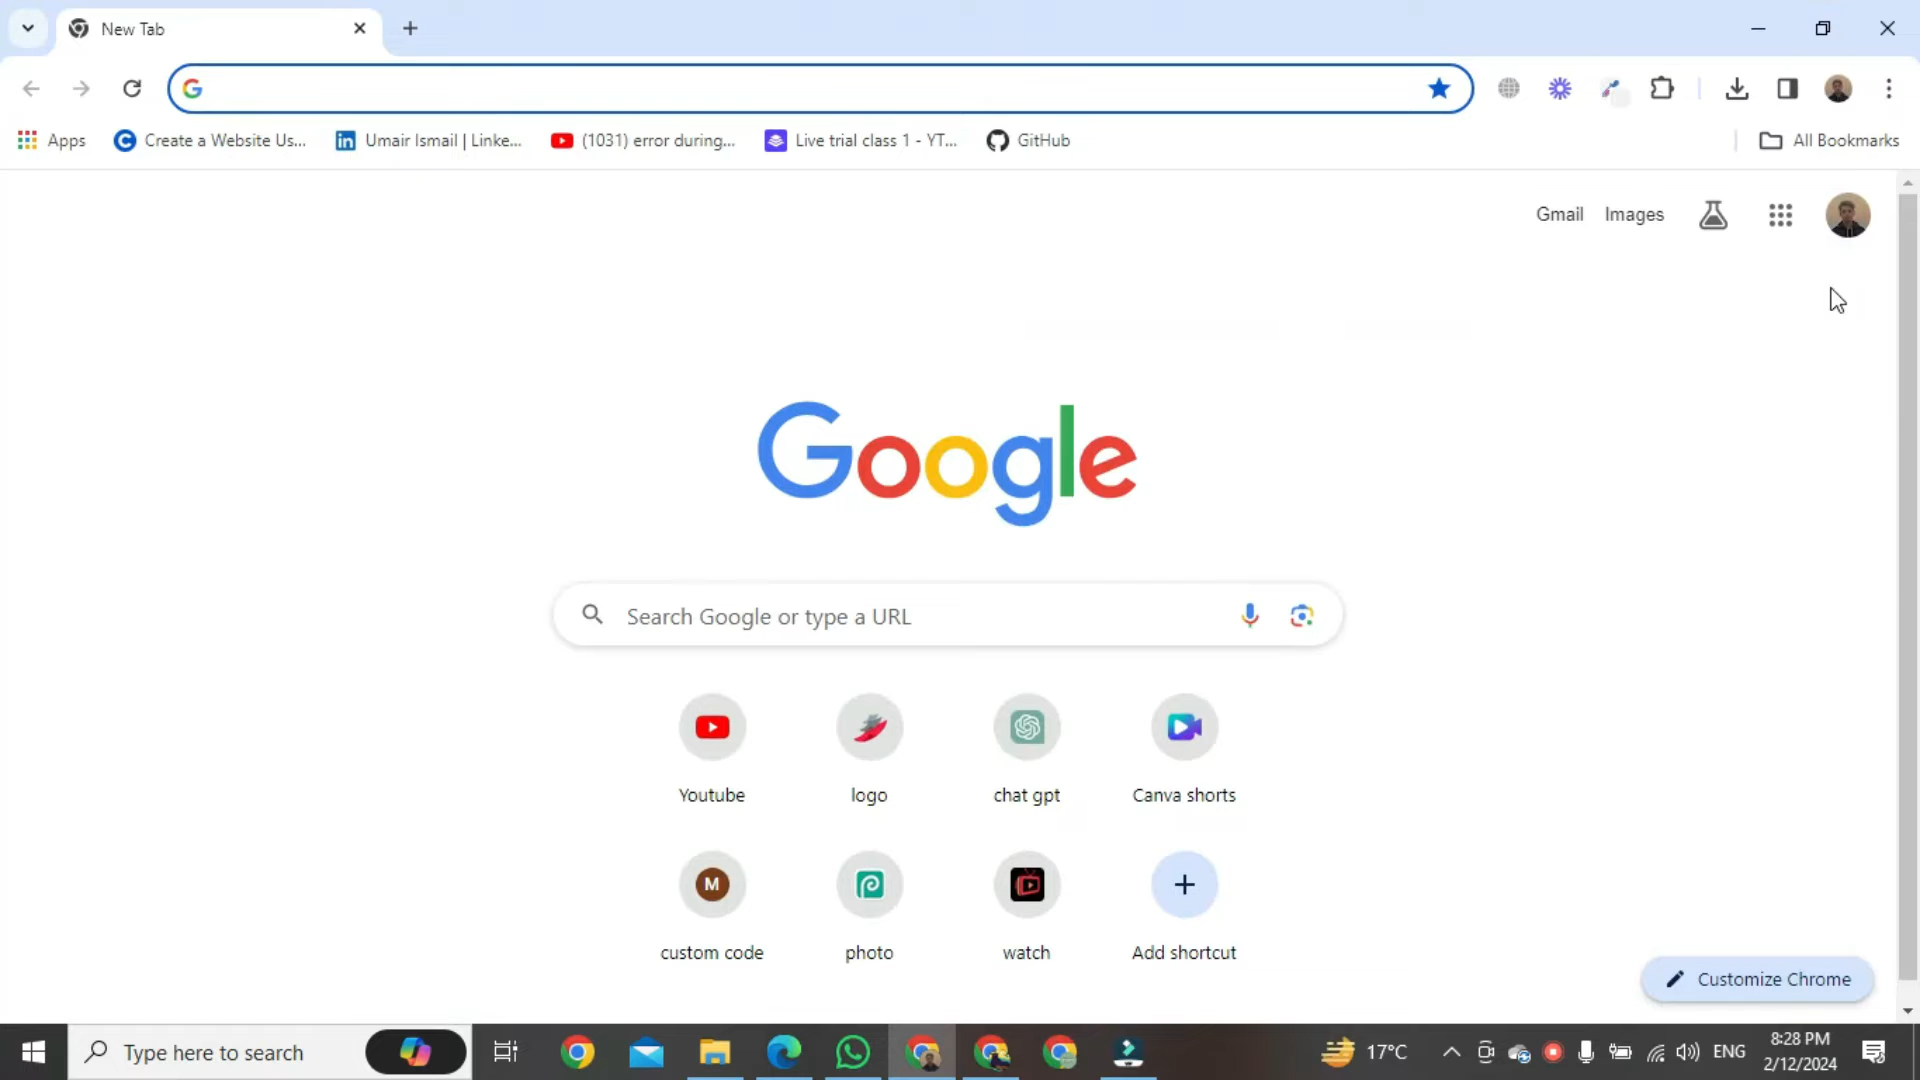 New Tab
Apps
Create a Website Us...
Umair Ismail | Linke...
(1031) error during...
Live trial class 1 - YT...
GitHub
All Bookmarks
Gmail
Images
Google
Search Google or type a URL
Youtube
logo
chat gpt
Canva shorts
M
custom code
photo
watch
Add shortcut
Customize Chrome
Type here to search
17°C
ENG
8:28 PM
2/12/2024